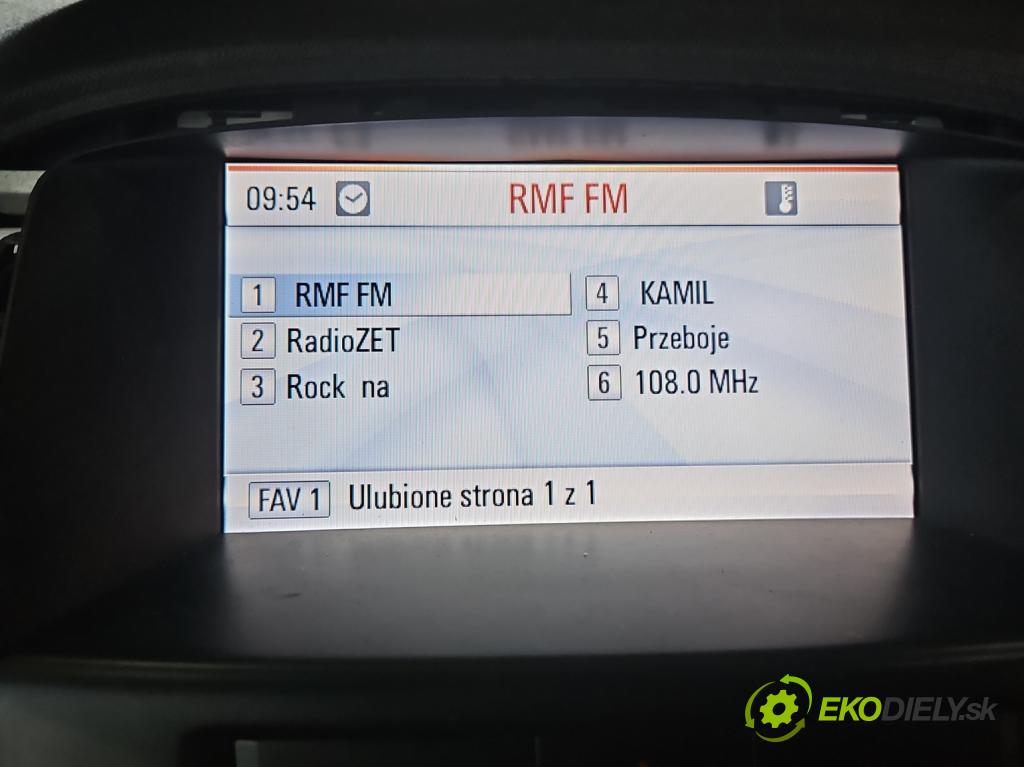 09:54 RMF FM
1 RMF FM
2 RadioZET
3 Rock na
4 KAMIL
5 Przeboje
6 108.0 MHz
FAV 1 Ulubione strona 1 z 1
EKODIELY.sk